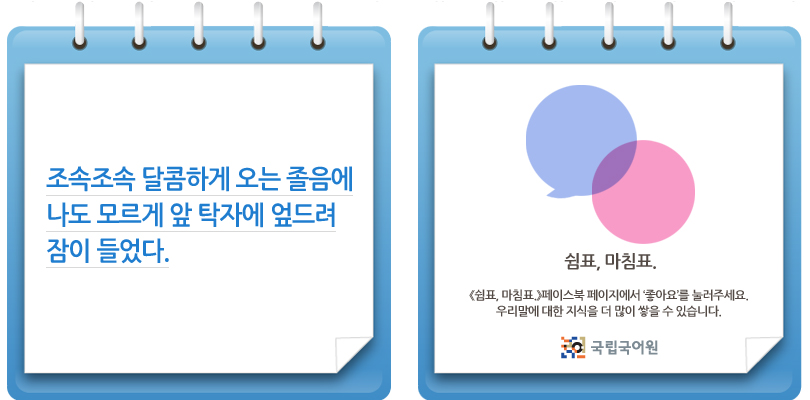 조속조속 달콤하게 오는 졸음에
나도 모르게 앞 탁자에 엎드려
잠이 들었다.
쉼표, 마침표.
《쉼표, 마침표.》페이스북 페이지에서 '좋아요'를 눌러주세요.
우리말에 대한 지식을 더 많이 쌓을 수 있습니다.
국립국어원